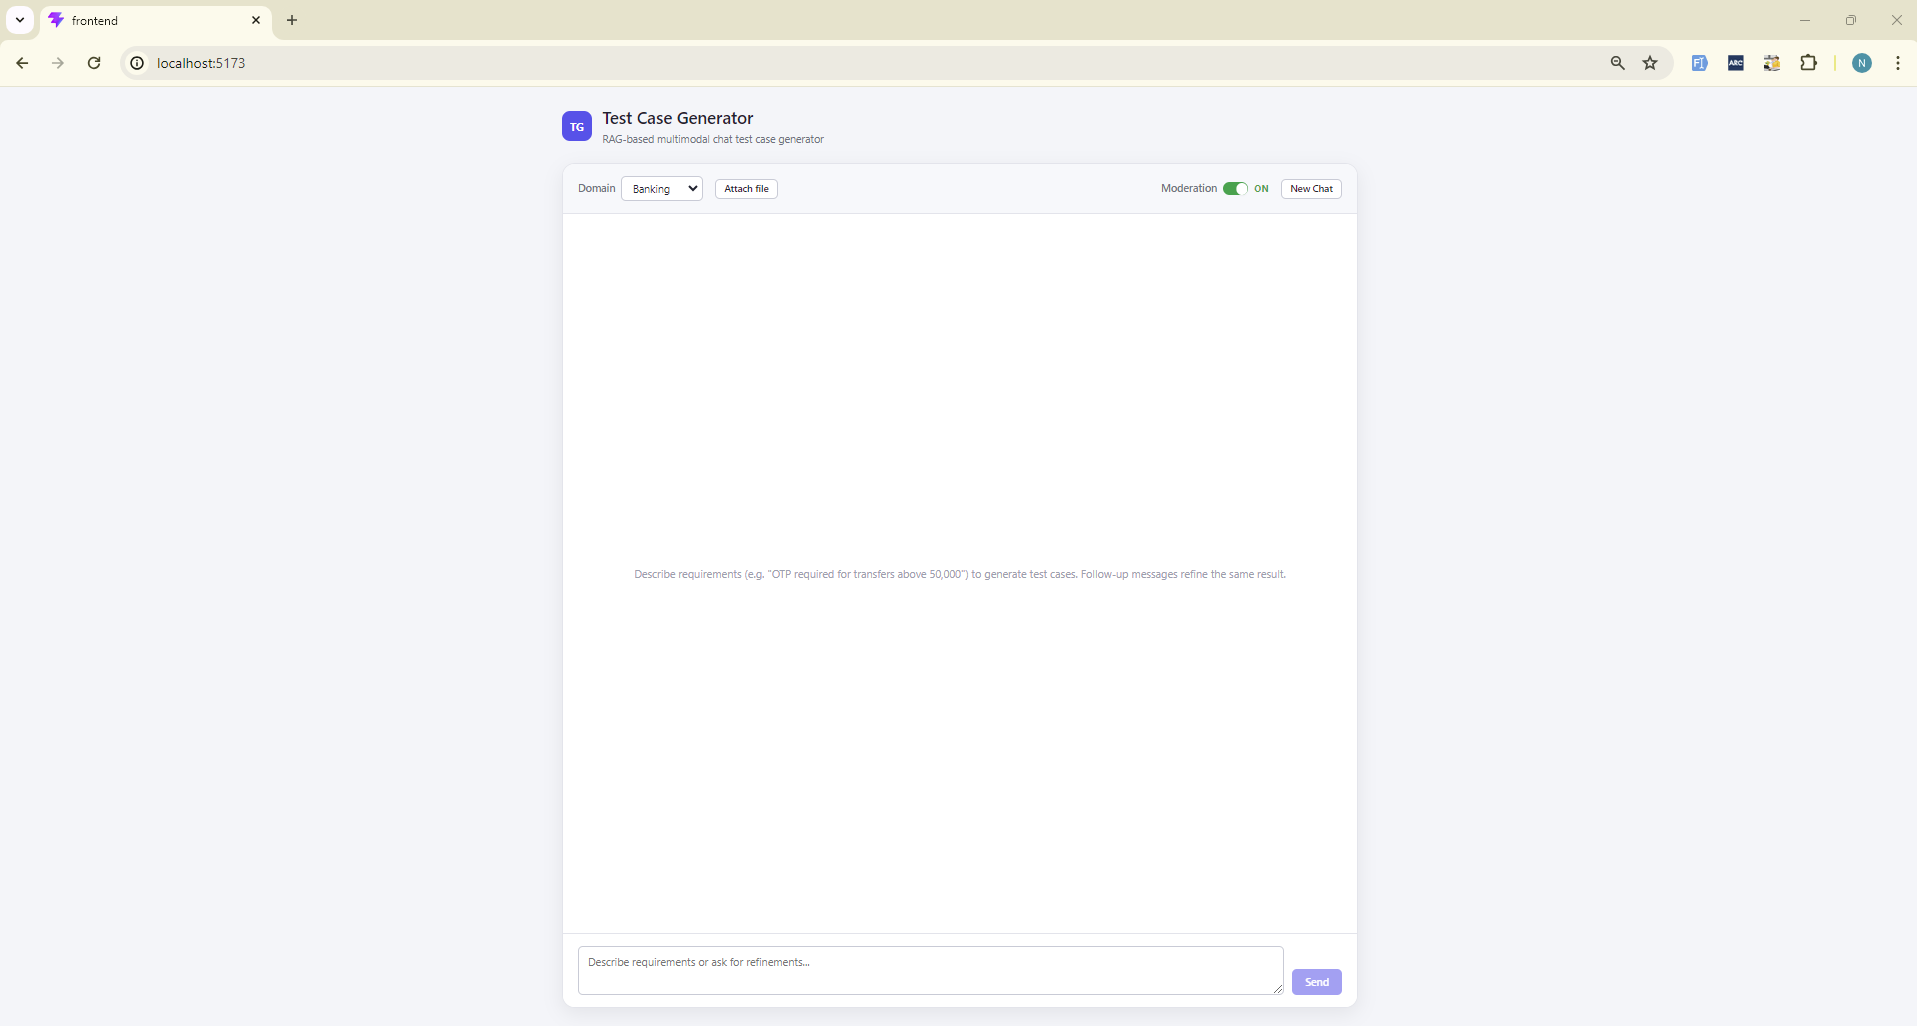 frontend
localhost:5173
FI
ARC
N
TG
Test Case Generator
RAG-based multimodal chat test case generator
Domain Banking Attach file Moderation ON New Chat
Describe requirements (e.g. "OTP required for transfers above 50,000") to generate test cases. Follow-up messages refine the same result.
Describe requirements or ask for refinements...
Send